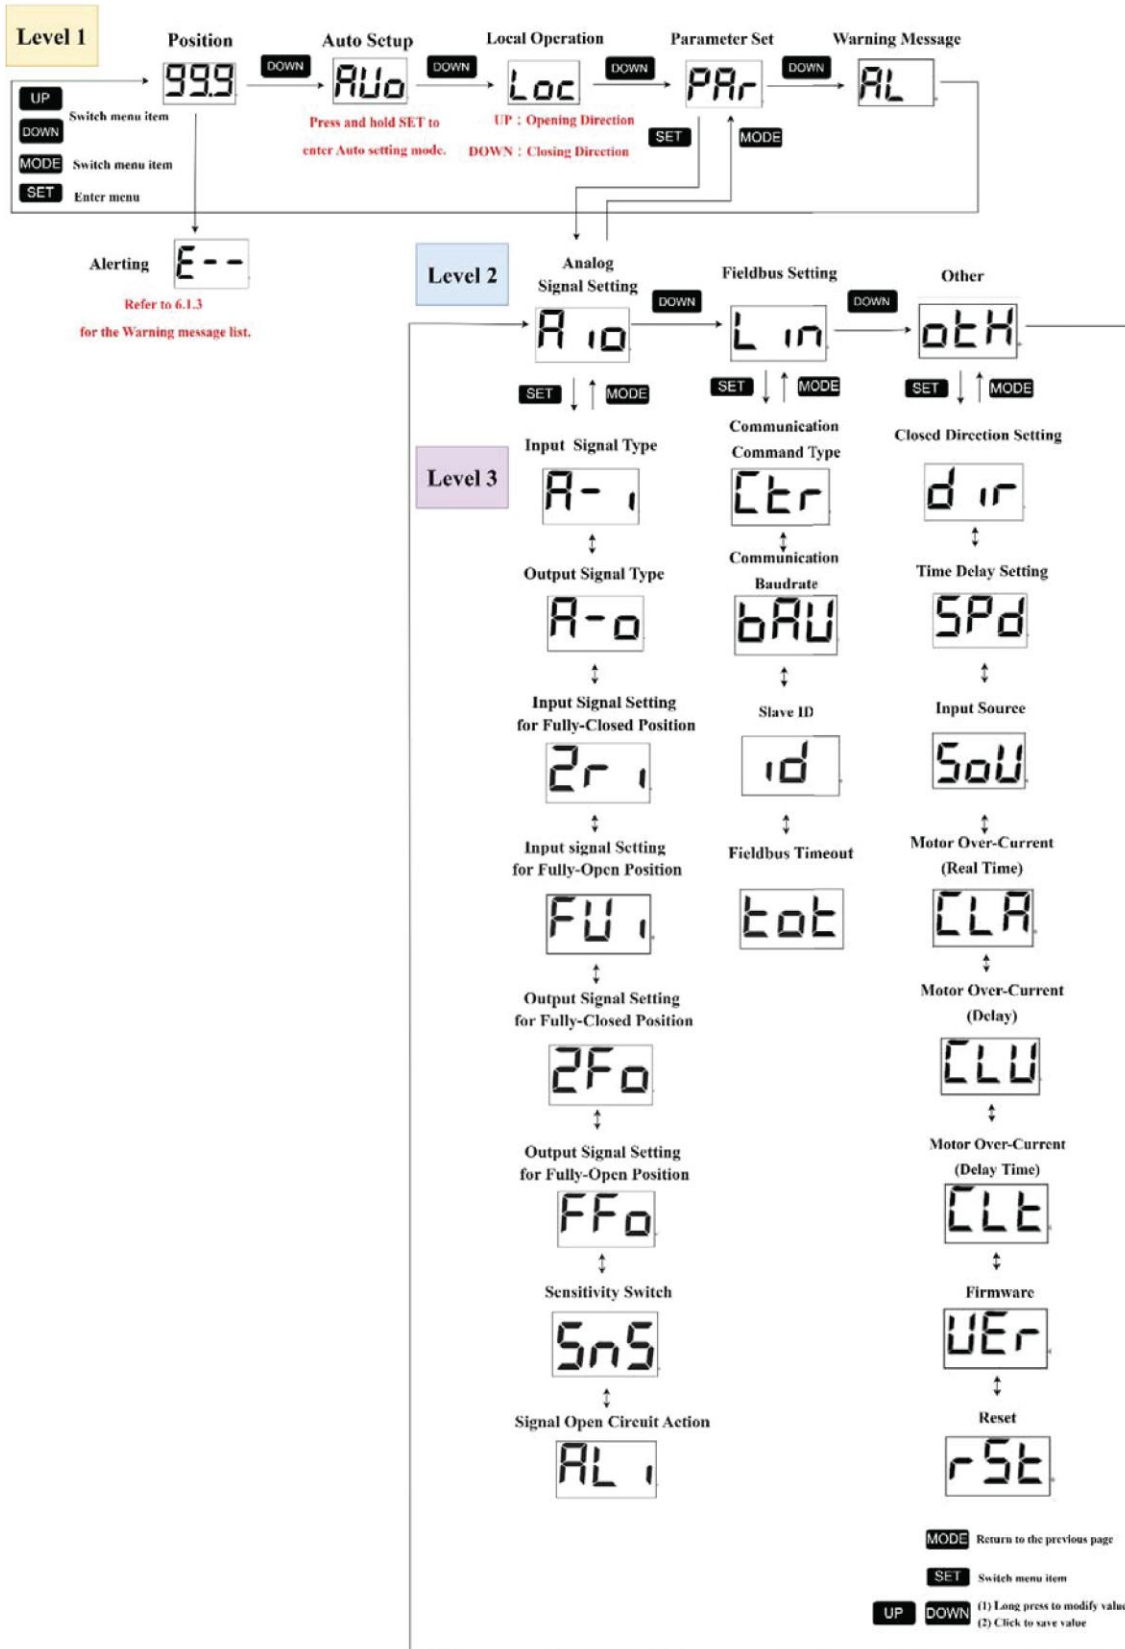 Level 1
Position
Auto Setup
Local Operation
Parameter Set
Warning Message
99.9
DOWN
AUo
DOWN
Loc
DOWN
PAr
DOWN
AL
UP
DOWN
Switch menu item
MODE Switch menu item
SET Enter menu
Press and hold SET to
enter Auto setting mode.
UP : Opening Direction
DOWN : Closing Direction
SET
MODE
Alerting
E--
Refer to 6.1.3
for the Warning message list.
Level 2
Analog
Signal Setting
Fieldbus Setting
Other
A io
DOWN
L in
DOWN
otH
SET
MODE
SET
MODE
SET
MODE
Level 3
Input Signal Type
A-i
Output Signal Type
A-o
Input Signal Setting
for Fully-Closed Position
2r i
Input signal Setting
for Fully-Open Position
FU i
Output Signal Setting
for Fully-Closed Position
2Fo
Output Signal Setting
for Fully-Open Position
FFo
Sensitivity Switch
SnS
Signal Open Circuit Action
AL i
Communication
Command Type
Ctr
Communication
Baudrate
bAU
Slave ID
id
Fieldbus Timeout
tot
Closed Direction Setting
d ir
Time Delay Setting
SPd
Input Source
SoU
Motor Over-Current
(Real Time)
CLA
Motor Over-Current
(Delay)
CLU
Motor Over-Current
(Delay Time)
CLt
Firmware
UEr
Reset
rSt
MODE Return to the previous page
SET Switch menu item
UP DOWN (1) Long press to modify value
(2) Click to save value